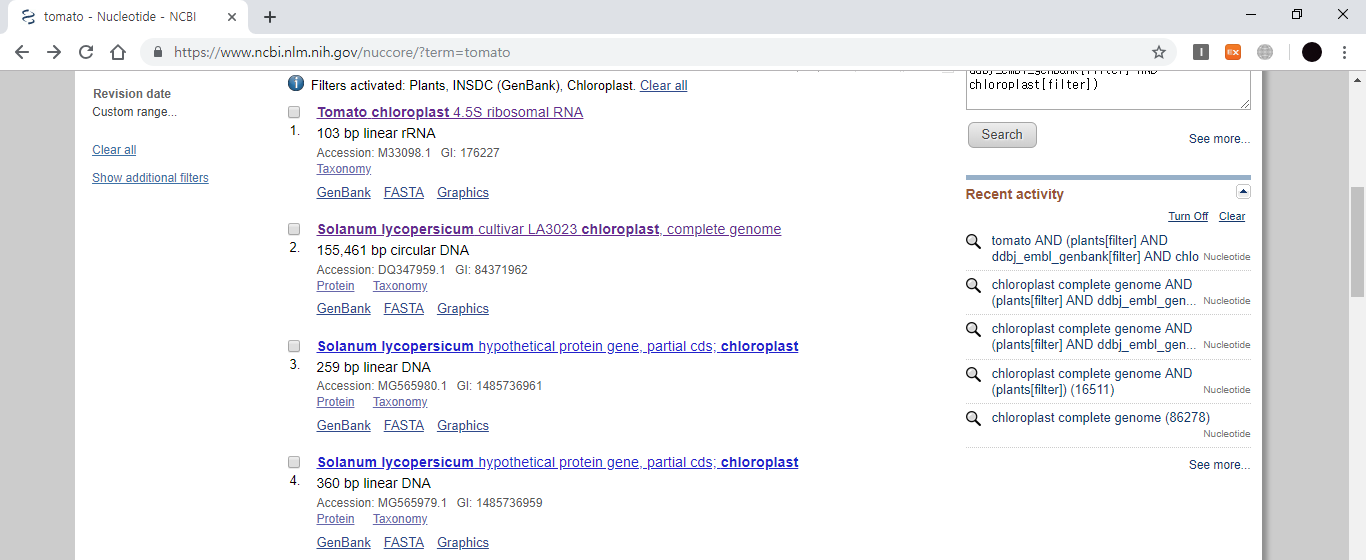 tomato - Nucleotide - NCBI
https://www.ncbi.nlm.nih.gov/nuccore/?term=tomato
Revision date
Custom range...
Clear all
Show additional filters
Filters activated: Plants, INSDC (GenBank), Chloroplast. Clear all
Tomato chloroplast 4.5S ribosomal RNA
1.
103 bp linear rRNA
Accession: M33098.1 GI: 176227
Taxonomy
GenBank FASTA Graphics
Solanum lycopersicum cultivar LA3023 chloroplast, complete genome
2.
155,461 bp circular DNA
Accession: DQ347959.1 GI: 84371962
Protein Taxonomy
GenBank FASTA Graphics
Solanum lycopersicum hypothetical protein gene, partial cds; chloroplast
3.
259 bp linear DNA
Accession: MG565980.1 GI: 1485736961
Protein Taxonomy
GenBank FASTA Graphics
Solanum lycopersicum hypothetical protein gene, partial cds; chloroplast
4.
360 bp linear DNA
Accession: MG565979.1 GI: 1485736959
Protein Taxonomy
GenBank FASTA Graphics
ddbj_embl_genbank[filter] AND
chloroplast[filter])
Search
See more...
Recent activity
Turn Off Clear
tomato AND (plants[filter] AND
ddbj_embl_genbank[filter] AND chlo Nucleotide
chloroplast complete genome AND
(plants[filter] AND ddbj_embl_gen... Nucleotide
chloroplast complete genome AND
(plants[filter] AND ddbj_embl_gen... Nucleotide
chloroplast complete genome AND
(plants[filter]) (16511) Nucleotide
chloroplast complete genome (86278)
Nucleotide
See more...